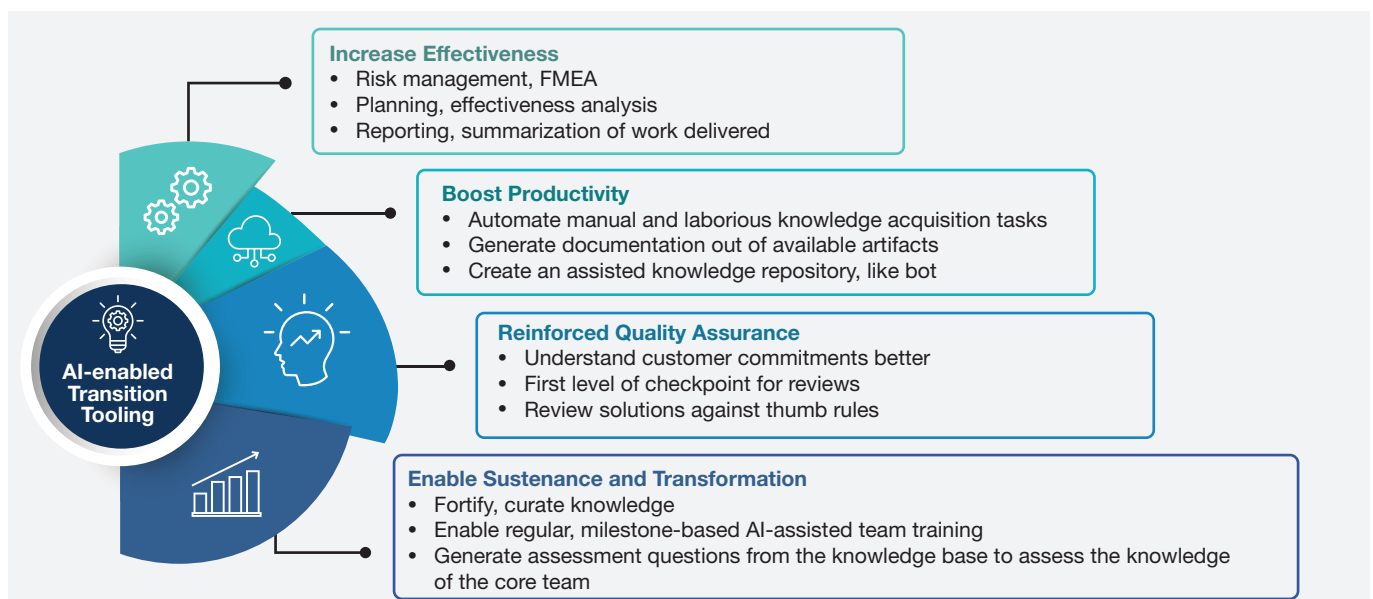 Increase Effectiveness
• Risk management, FMEA
• Planning, effectiveness analysis
• Reporting, summarization of work delivered
Boost Productivity
• Automate manual and laborious knowledge acquisition tasks
• Generate documentation out of available artifacts
• Create an assisted knowledge repository, like bot
AI-enabled
Transition
Tooling
Reinforced Quality Assurance
• Understand customer commitments better
• First level of checkpoint for reviews
• Review solutions against thumb rules
Enable Sustenance and Transformation
• Fortify, curate knowledge
• Enable regular, milestone-based AI-assisted team training
• Generate assessment questions from the knowledge base to assess the knowledge
of the core team